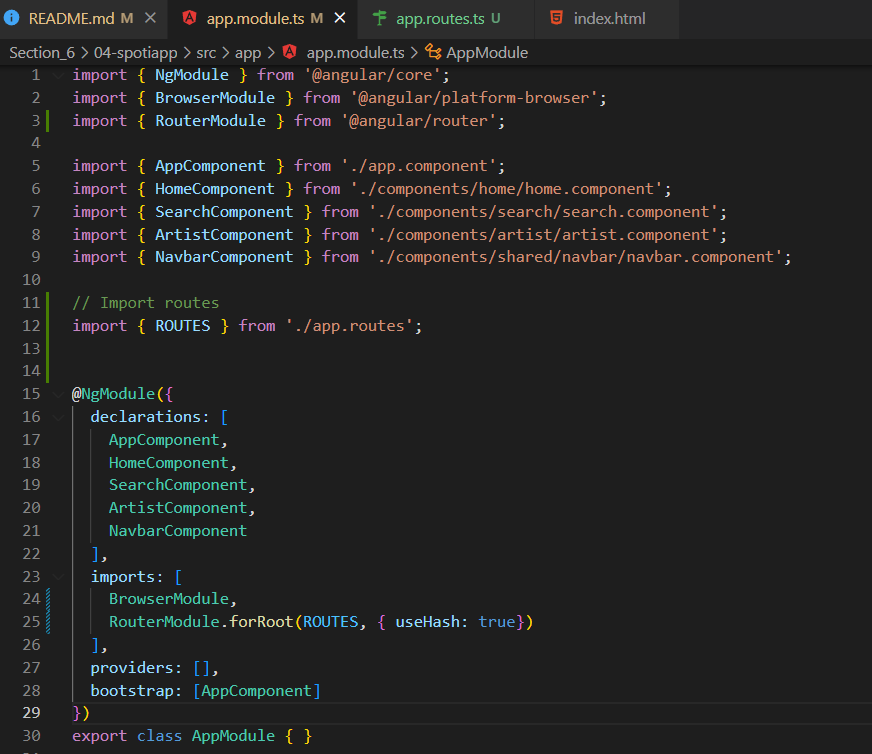 README.md M app.module.ts M app.routes.ts U index.html
Section_6 > 04-spotiapp > src > app > app.module.ts > AppModule
1 import { NgModule } from '@angular/core';
2 import { BrowserModule } from '@angular/platform-browser';
3 import { RouterModule } from '@angular/router';
4
5 import { AppComponent } from './app.component';
6 import { HomeComponent } from './components/home/home.component';
7 import { SearchComponent } from './components/search/search.component';
8 import { ArtistComponent } from './components/artist/artist.component';
9 import { NavbarComponent } from './components/shared/navbar/navbar.component';
10
11 // Import routes
12 import { ROUTES } from './app.routes';
13
14
15 @NgModule({
16 declarations: [
17 AppComponent,
18 HomeComponent,
19 SearchComponent,
20 ArtistComponent,
21 NavbarComponent
22 ],
23 imports: [
24 BrowserModule,
25 RouterModule.forRoot(ROUTES, { useHash: true})
26 ],
27 providers: [],
28 bootstrap: [AppComponent]
29 })
30 export class AppModule { }